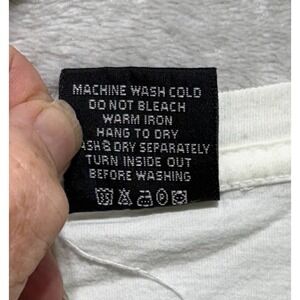 MACHINE WASH COLD
DO NOT BLEACH
WARM IRON
HANG TO DRY
ASH & DRY SEPARATELY
TURN INSIDE OUT
BEFORE WASHING